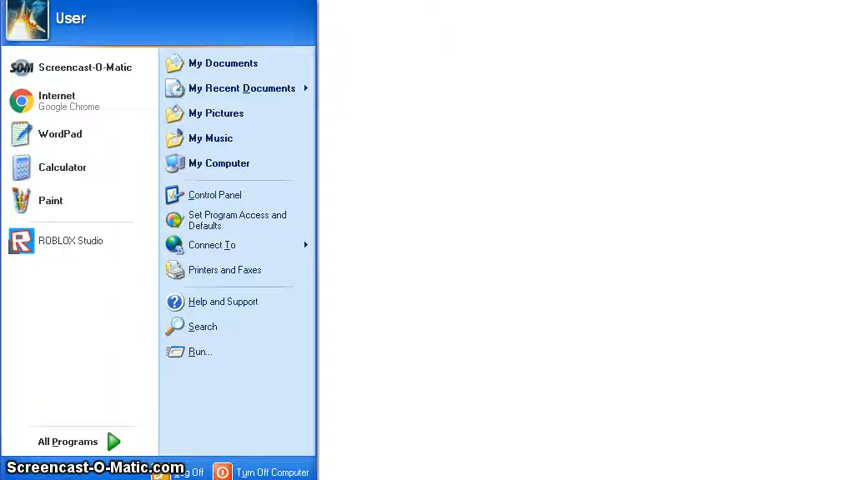 User
SOM Screencast-O-Matic
Internet
Google Chrome
WordPad
Calculator
Paint
ROBLOX Studio
All Programs
My Documents
My Recent Documents
My Pictures
My Music
My Computer
Control Panel
Set Program Access and
Defaults
Connect To
Printers and Faxes
Help and Support
Search
Run...
Screencast-O-Matic.com
Off
Turn Off Computer